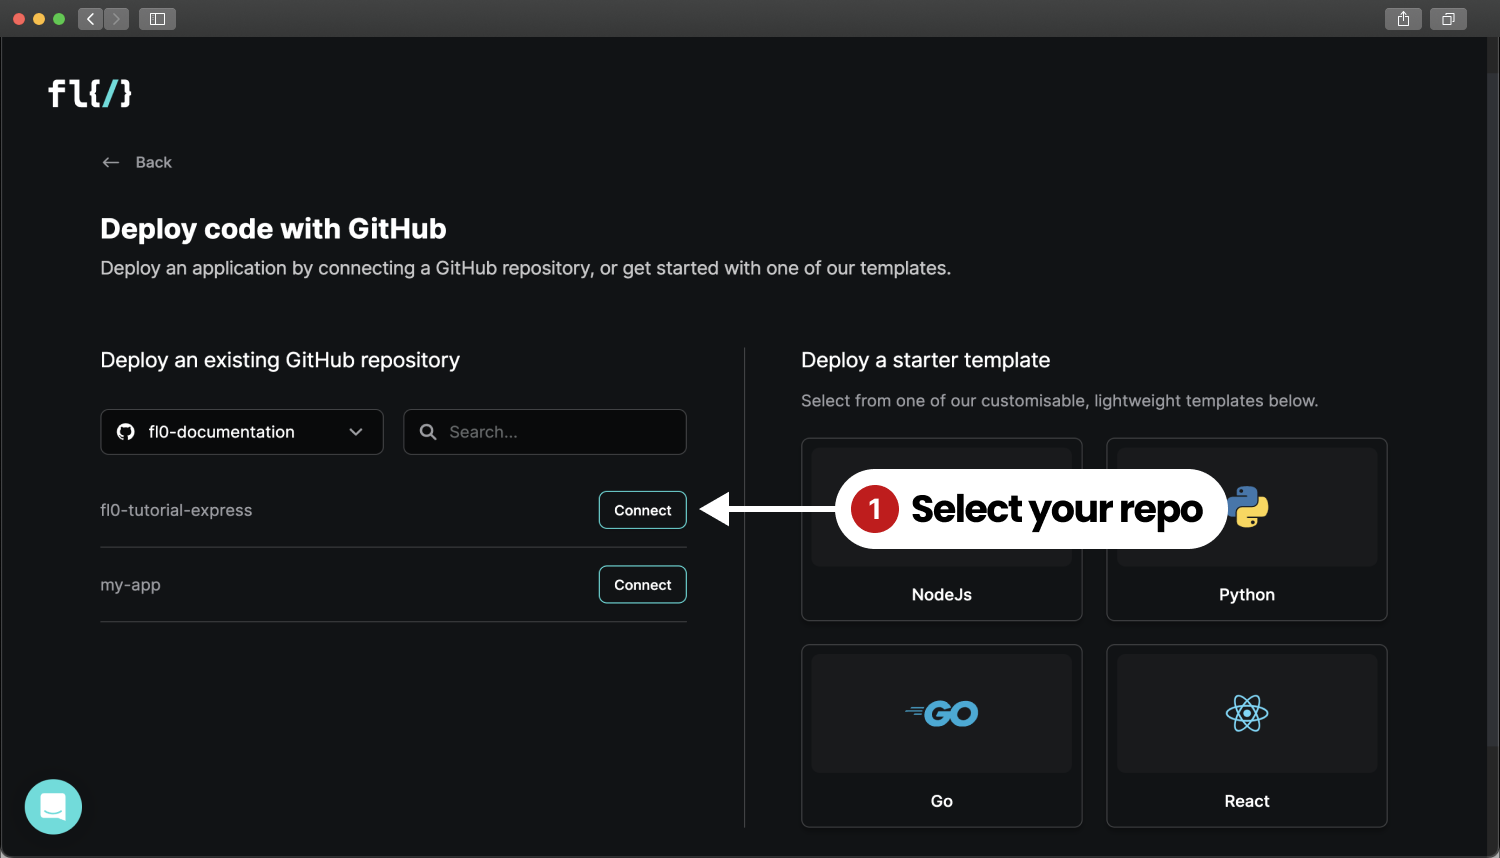 fl{/}
Back
Deploy code with GitHub
Deploy an application by connecting a GitHub repository, or get started with one of our templates.
Deploy an existing GitHub repository
fl0-documentation
Search...
fl0-tutorial-express
Connect
my-app
Connect
Deploy a starter template
Select from one of our customisable, lightweight templates below.
1 Select your repo
NodeJs
Python
GO
Go
React